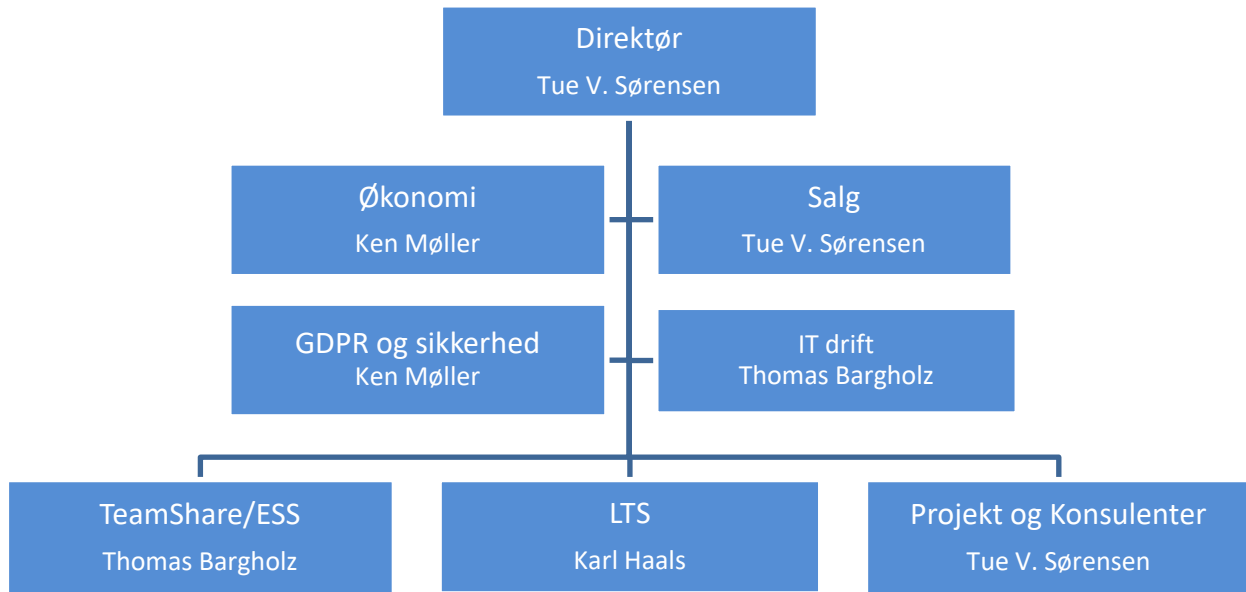 Direktør
Tue V. Sørensen
Økonomi
Ken Møller
Salg
Tue V. Sørensen
GDPR og sikkerhed
Ken Møller
IT drift
Thomas Bargholz
TeamShare/ESS
Thomas Bargholz
LTS
Karl Haals
Projekt og Konsulenter
Tue V. Sørensen